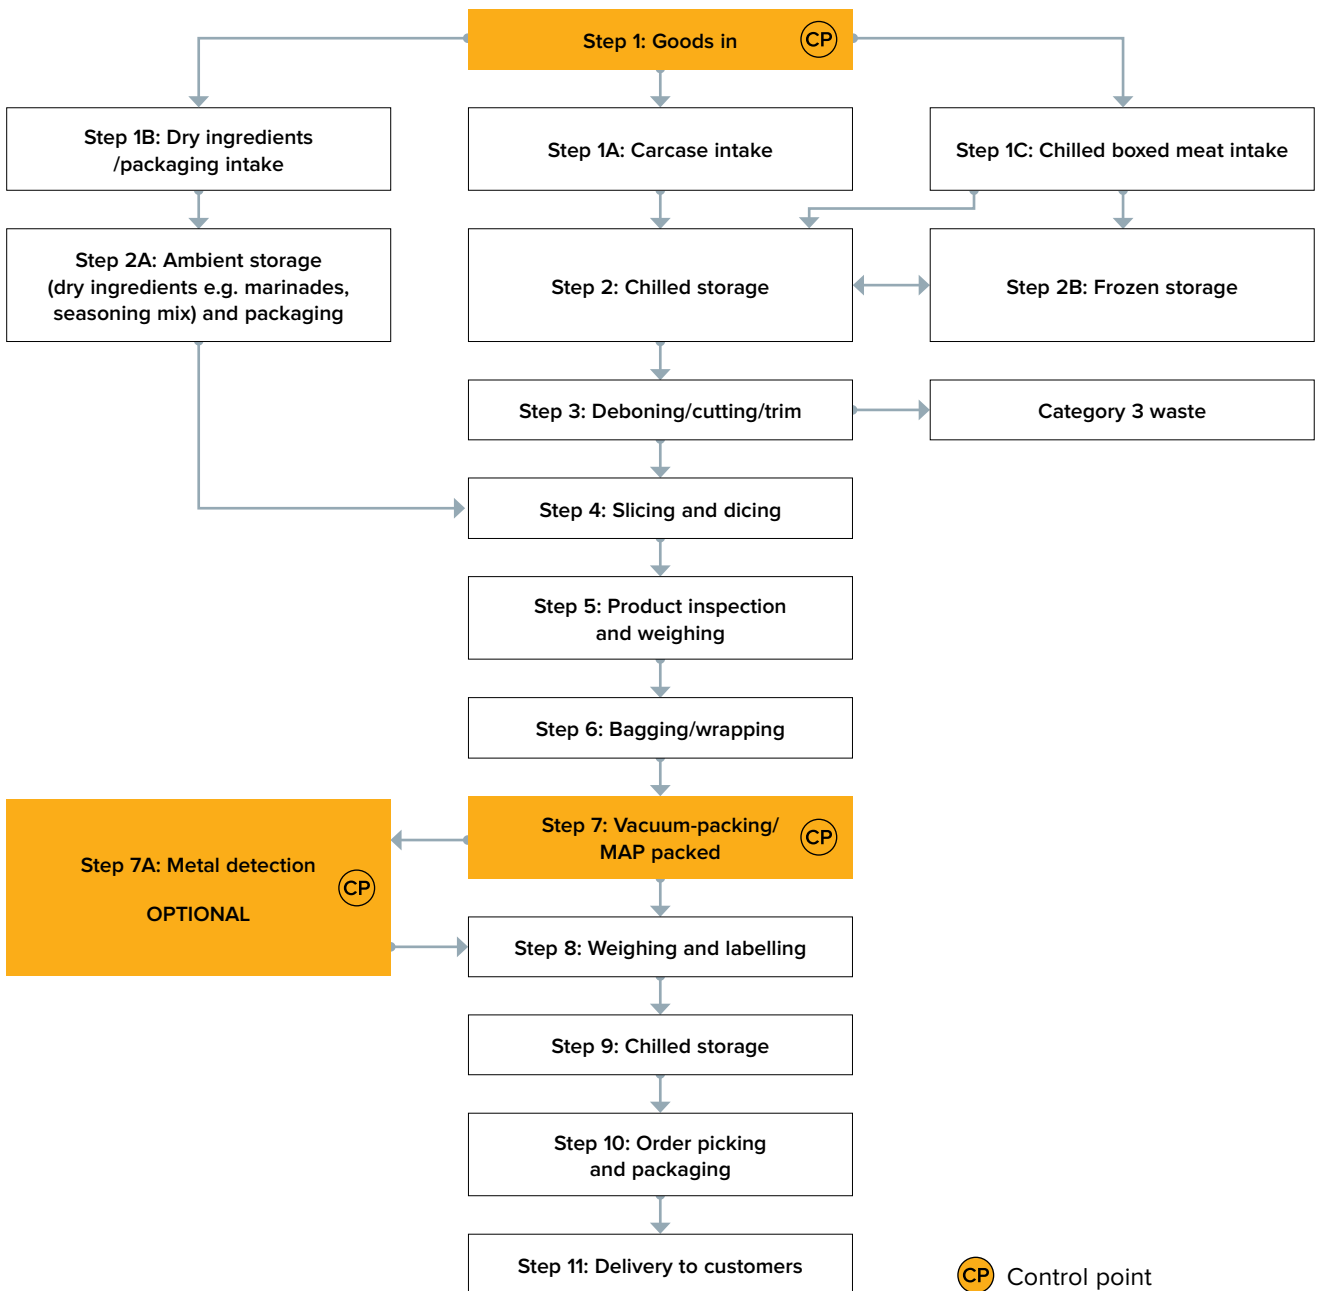 Step 1: Goods in
CP
Step 1B: Dry ingredients
/packaging intake
Step 1A: Carcase intake
Step 1C: Chilled boxed meat intake
Step 2A: Ambient storage
(dry ingredients e.g. marinades,
seasoning mix) and packaging
Step 2: Chilled storage
Step 2B: Frozen storage
Step 3: Deboning/cutting/trim
Category 3 waste
Step 4: Slicing and dicing
Step 5: Product inspection
and weighing
Step 6: Bagging/wrapping
Step 7: Vacuum-packing/
MAP packed
CP
Step 7A: Metal detection
OPTIONAL
CP
Step 8: Weighing and labelling
Step 9: Chilled storage
Step 10: Order picking
and packaging
Step 11: Delivery to customers
CP Control point